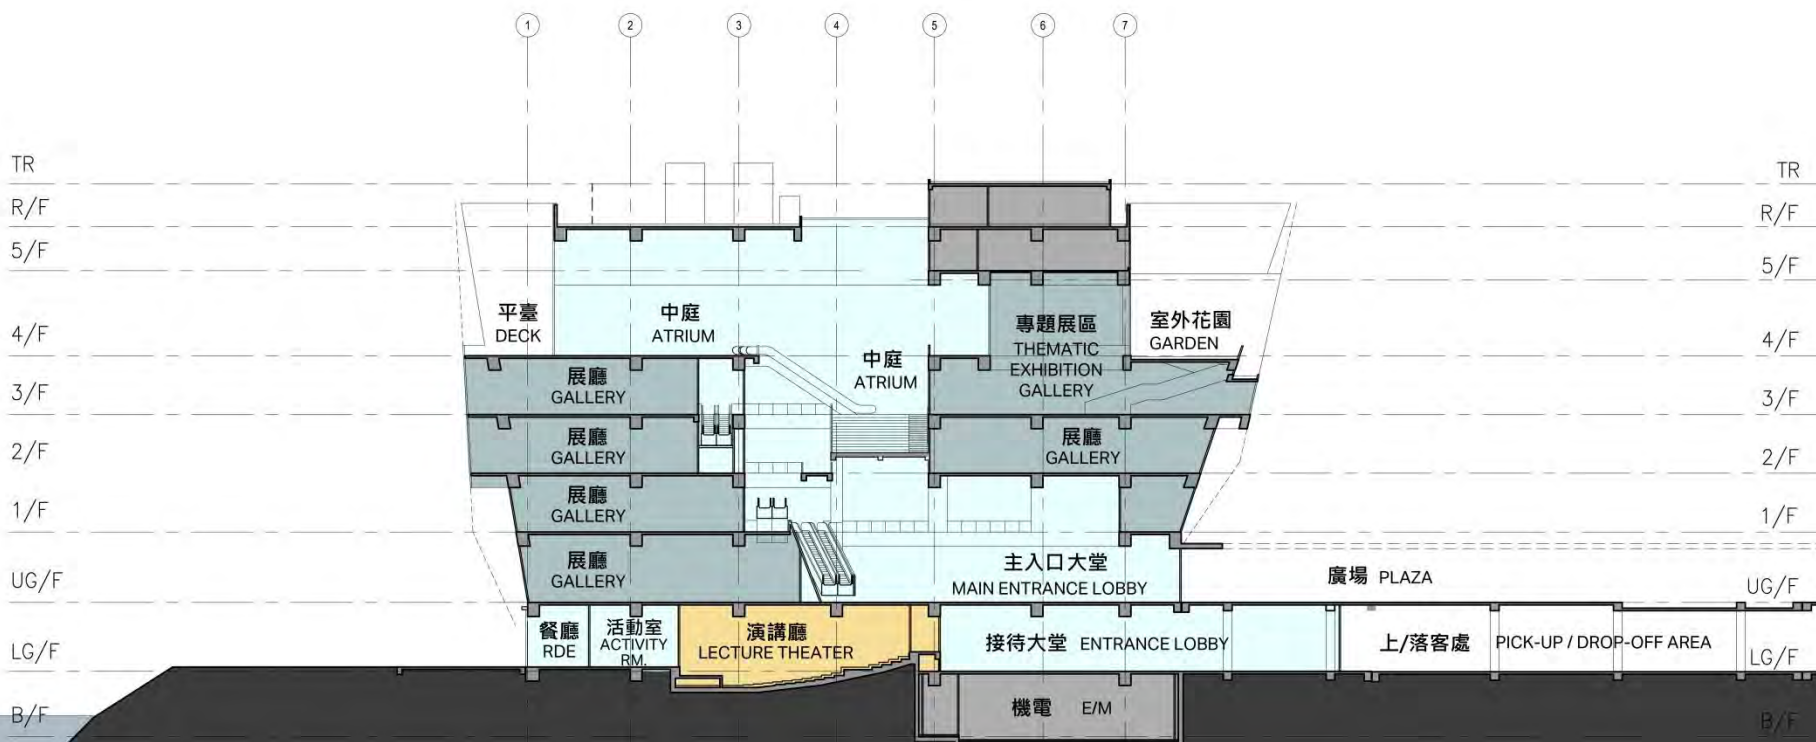 1 2 3 4 5 6 7
TR TR
R/F R/F
5/F 5/F
平臺
DECK
中庭
ATRIUM
專題展區
THEMATIC
EXHIBITION
GALLERY
室外花園
GARDEN
4/F 4/F
中庭
ATRIUM
展廳
GALLERY
3/F 3/F
展廳
GALLERY
展廳
GALLERY
2/F 2/F
展廳
GALLERY
1/F 1/F
展廳
GALLERY
主入口大堂
MAIN ENTRANCE LOBBY
廣場 PLAZA
UG/F UG/F
餐廳
RDE
活動室
ACTIVITY
RM.
演講廳
LECTURE THEATER
接待大堂 ENTRANCE LOBBY
上/落客處 PICK-UP / DROP-OFF AREA
LG/F LG/F
機電 E/M
B/F B/F